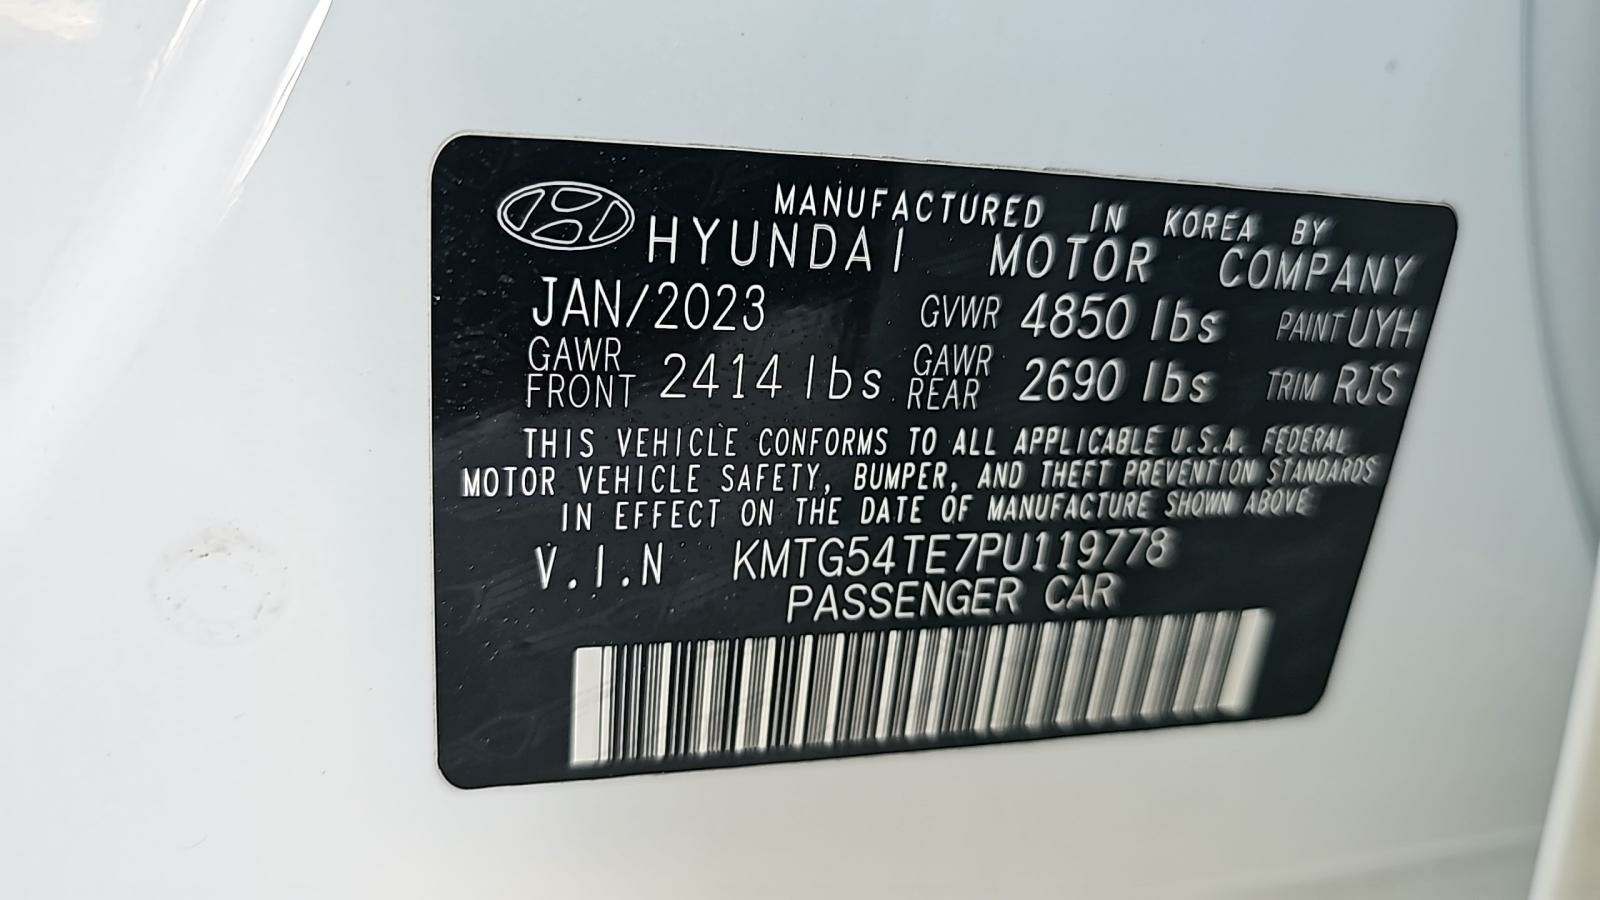 MANUFACTURED IN KOREA BY
HYUNDAI MOTOR COMPANY
JAN/2023 GVWR 4850 lbs PAINT UYH
GAWR FRONT 2414 lbs GAWR REAR 2690 lbs TRIM RJS
THIS VEHICLE CONFORMS TO ALL APPLICABLE U.S.A. FEDERAL
MOTOR VEHICLE SAFETY, BUMPER, AND THEFT PREVENTION STANDARDS
IN EFFECT ON THE DATE OF MANUFACTURE SHOWN ABOVE
V.I.N KMTG54TE7PU119778
PASSENGER CAR